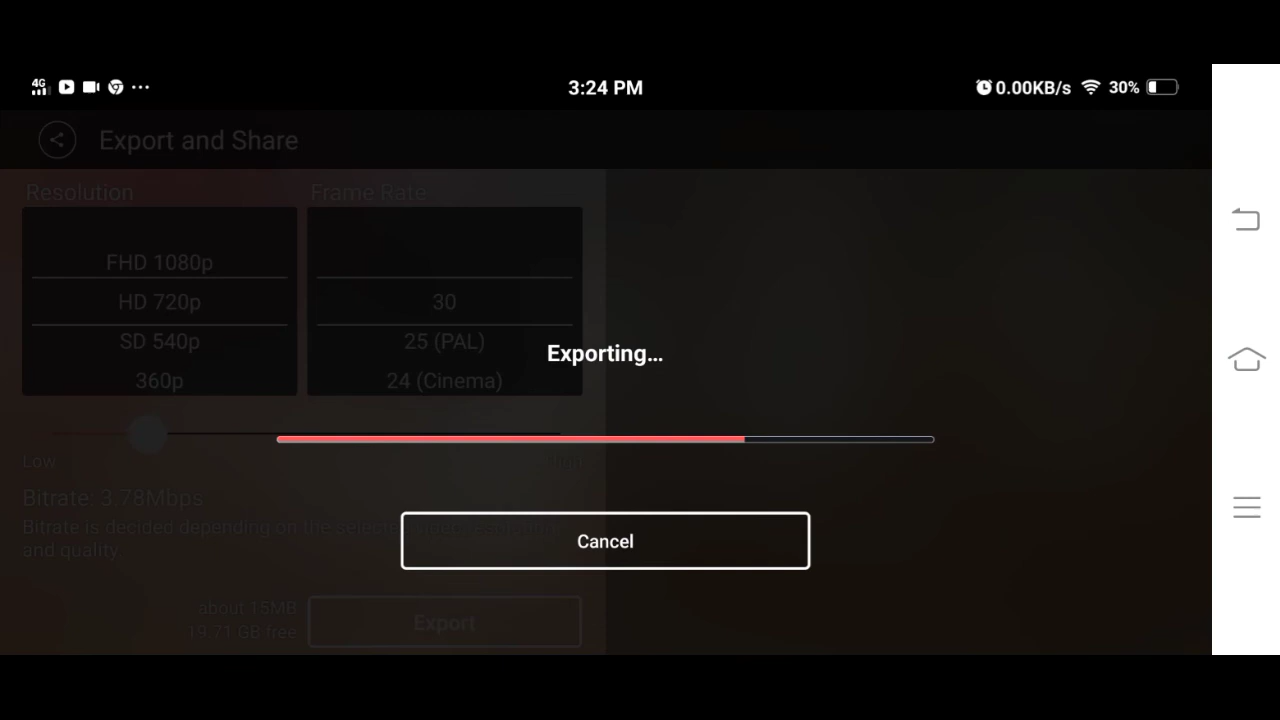 4G 3:24 PM 0.00KB/s 30%
Export and Share
Resolution Frame Rate
FHD 1080p
HD 720p 30
SD 540p 25 (PAL)
360p 24 (Cinema)
Exporting...
Low High
Bitrate: 3.78Mbps
Bitrate is decided depending on the selected
and quality
Cancel
about 15MB
19.71 GB free
Export